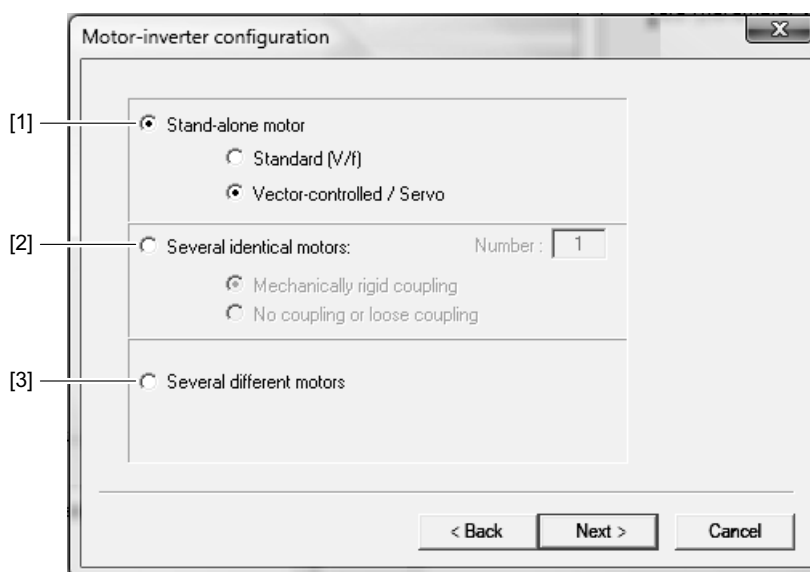 Motor-inverter configuration
[1]
Stand-alone motor
Standard (V/f)
Vector-controlled / Servo
[2]
Several identical motors:
Number :
1
Mechanically rigid coupling
No coupling or loose coupling
[3]
Several different motors
< Back
Next >
Cancel